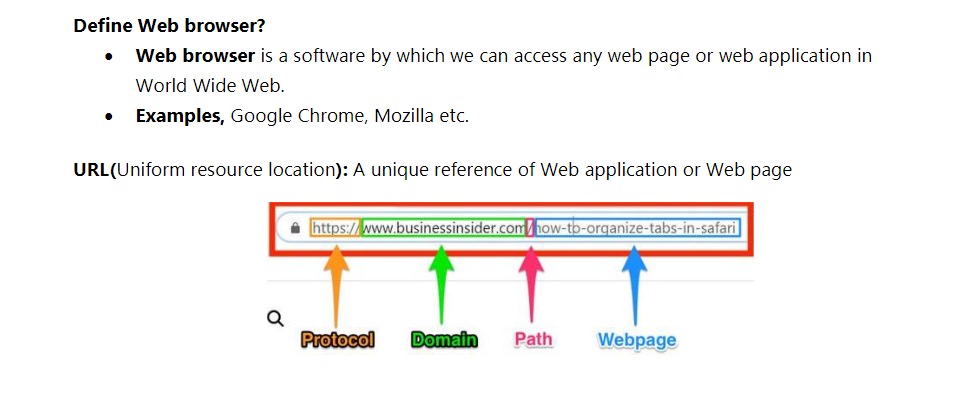 Define Web browser?
• Web browser is a software by which we can access any web page or web application in
World Wide Web.
• Examples, Google Chrome, Mozilla etc.
URL(Uniform resource location): A unique reference of Web application or Web page
https://www.businessinsider.com/how-to-organize-tabs-in-safari
Protocol Domain Path Webpage